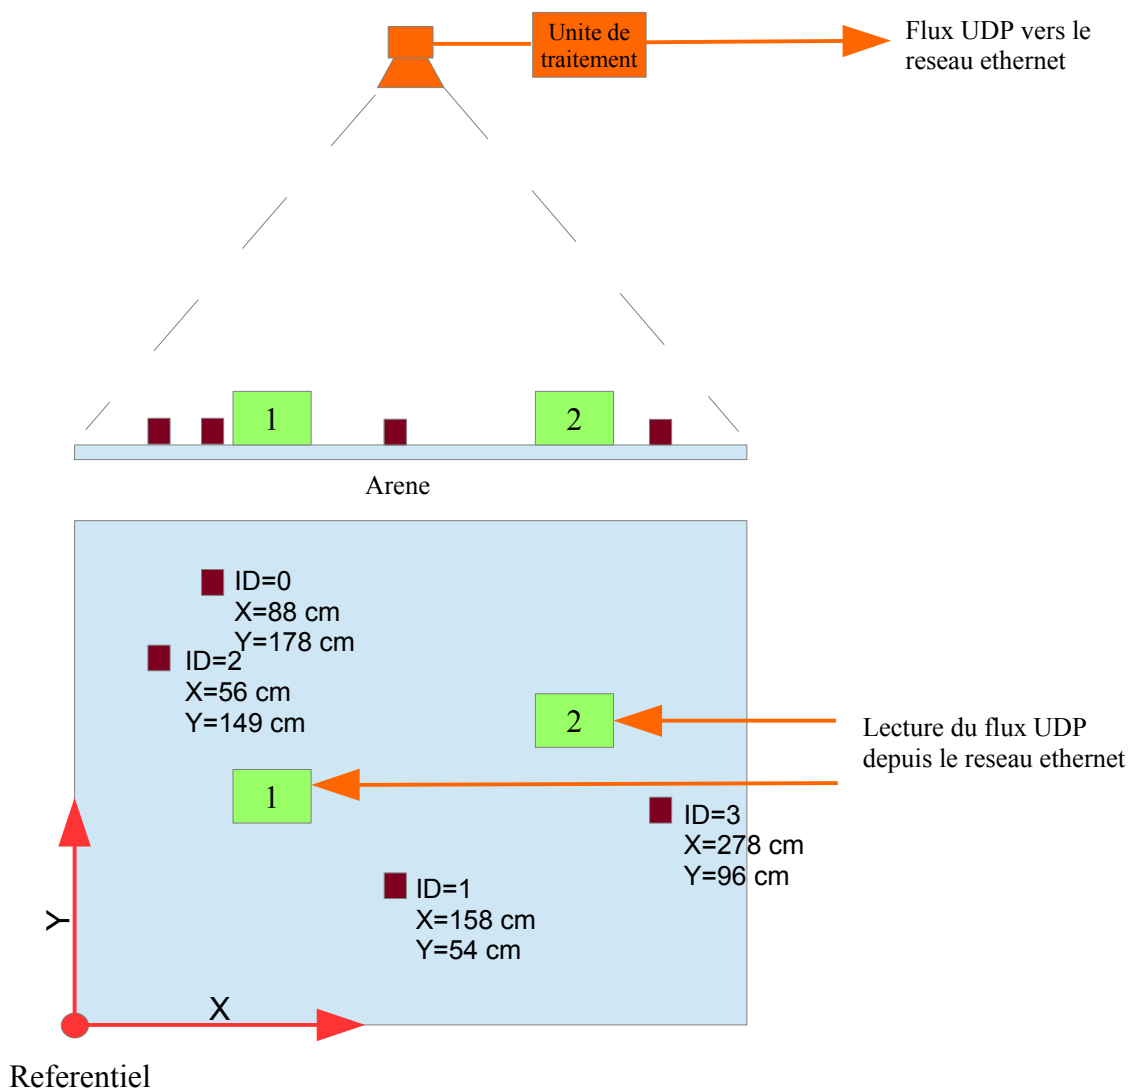 Unite de
traitement
Flux UDP vers le
reseau ethernet
1
2
Arene
ID=0
X=88 cm
Y=178 cm
ID=2
X=56 cm
Y=149 cm
2
Lecture du flux UDP
depuis le reseau ethernet
1
ID=3
X=278 cm
Y=96 cm
ID=1
X=158 cm
Y=54 cm
Y
X
Referentiel